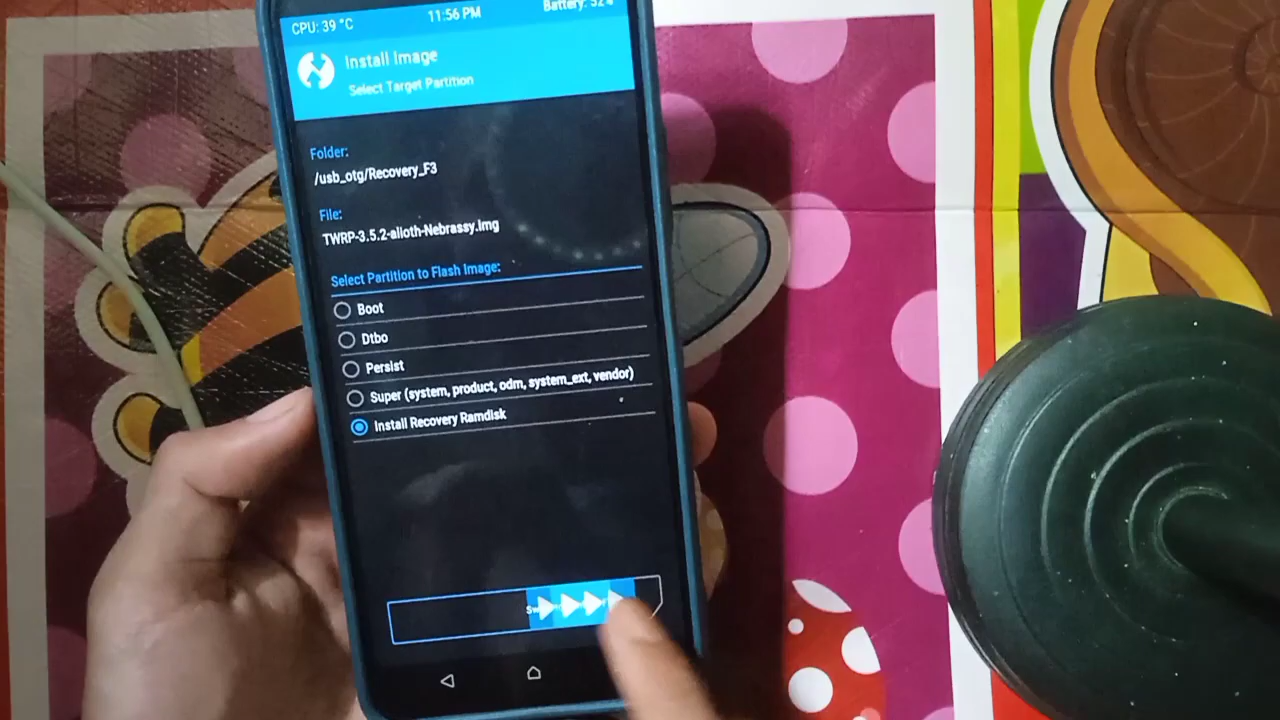 CPU: 39 °C 11:56 PM Battery: 52%
Install Image
Select Target Partition
Folder:
/usb_otg/Recovery_F3
File:
TWRP-3.5.2-alioth-Nebrassy.img
Select Partition to Flash Image:
Boot
Dtbo
Persist
Super (system, product, odm, system_ext, vendor)
Install Recovery Ramdisk